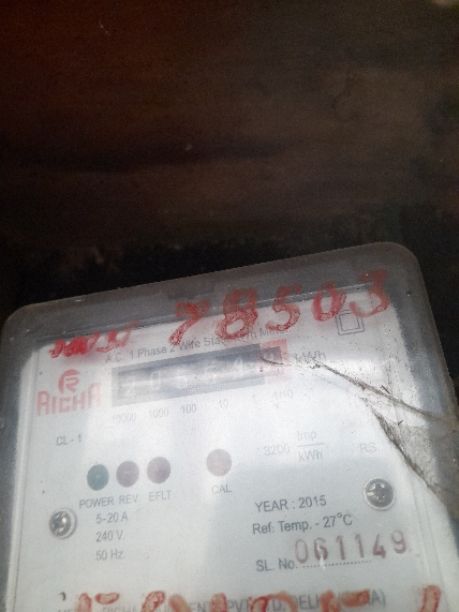 78503
A.C. 1 Phase 2 Wire Static
kWh
RICHA
10000 1000 100 10 1 1/10
CL - 1
3200 imp/kWh
RS.
POWER REV. EFLT CAL
5-20 A
240 V.
50 Hz.
YEAR : 2015
Ref. Temp. - 27°C
SL. No. 061149